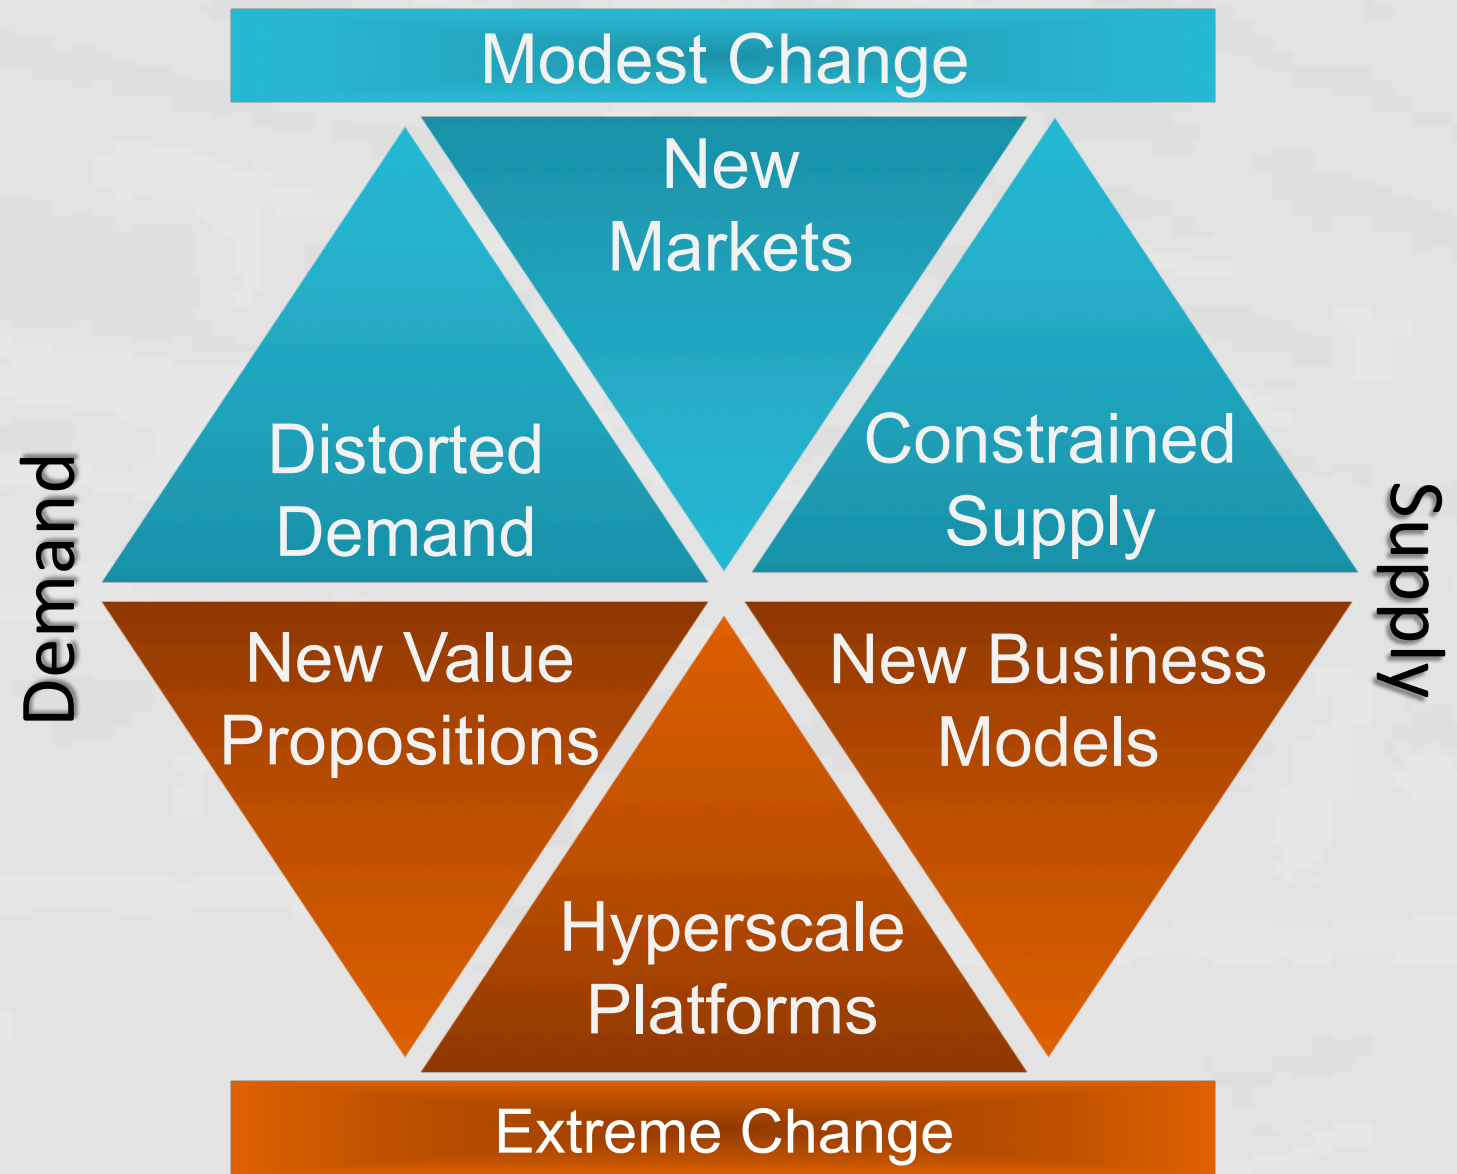 Modest Change
New
Markets
Distorted
Demand
Constrained
Supply
Demand
Supply
New Value
Propositions
New Business
Models
Hyperscale
Platforms
Extreme Change